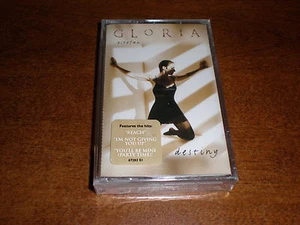 GLORIA
estefan
Features the hits:
"REACH"
"I'M NOT GIVING
YOU UP"
"YOU'LL BE MINE
(PARTY TIME)"
destiny